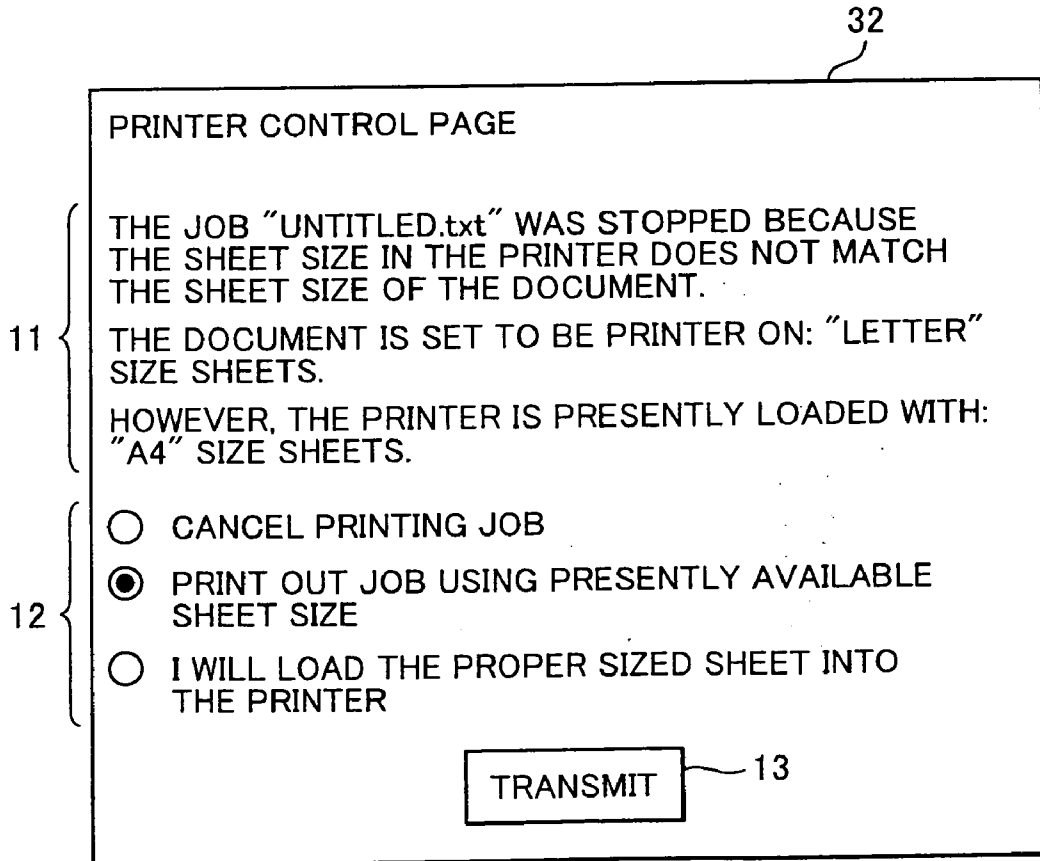 32
PRINTER CONTROL PAGE
11
THE JOB "UNTITLED.txt" WAS STOPPED BECAUSE
THE SHEET SIZE IN THE PRINTER DOES NOT MATCH
THE SHEET SIZE OF THE DOCUMENT.
THE DOCUMENT IS SET TO BE PRINTER ON: "LETTER"
SIZE SHEETS.
HOWEVER, THE PRINTER IS PRESENTLY LOADED WITH:
"A4" SIZE SHEETS.
12
CANCEL PRINTING JOB
PRINT OUT JOB USING PRESENTLY AVAILABLE
SHEET SIZE
I WILL LOAD THE PROPER SIZED SHEET INTO
THE PRINTER
TRANSMIT
13